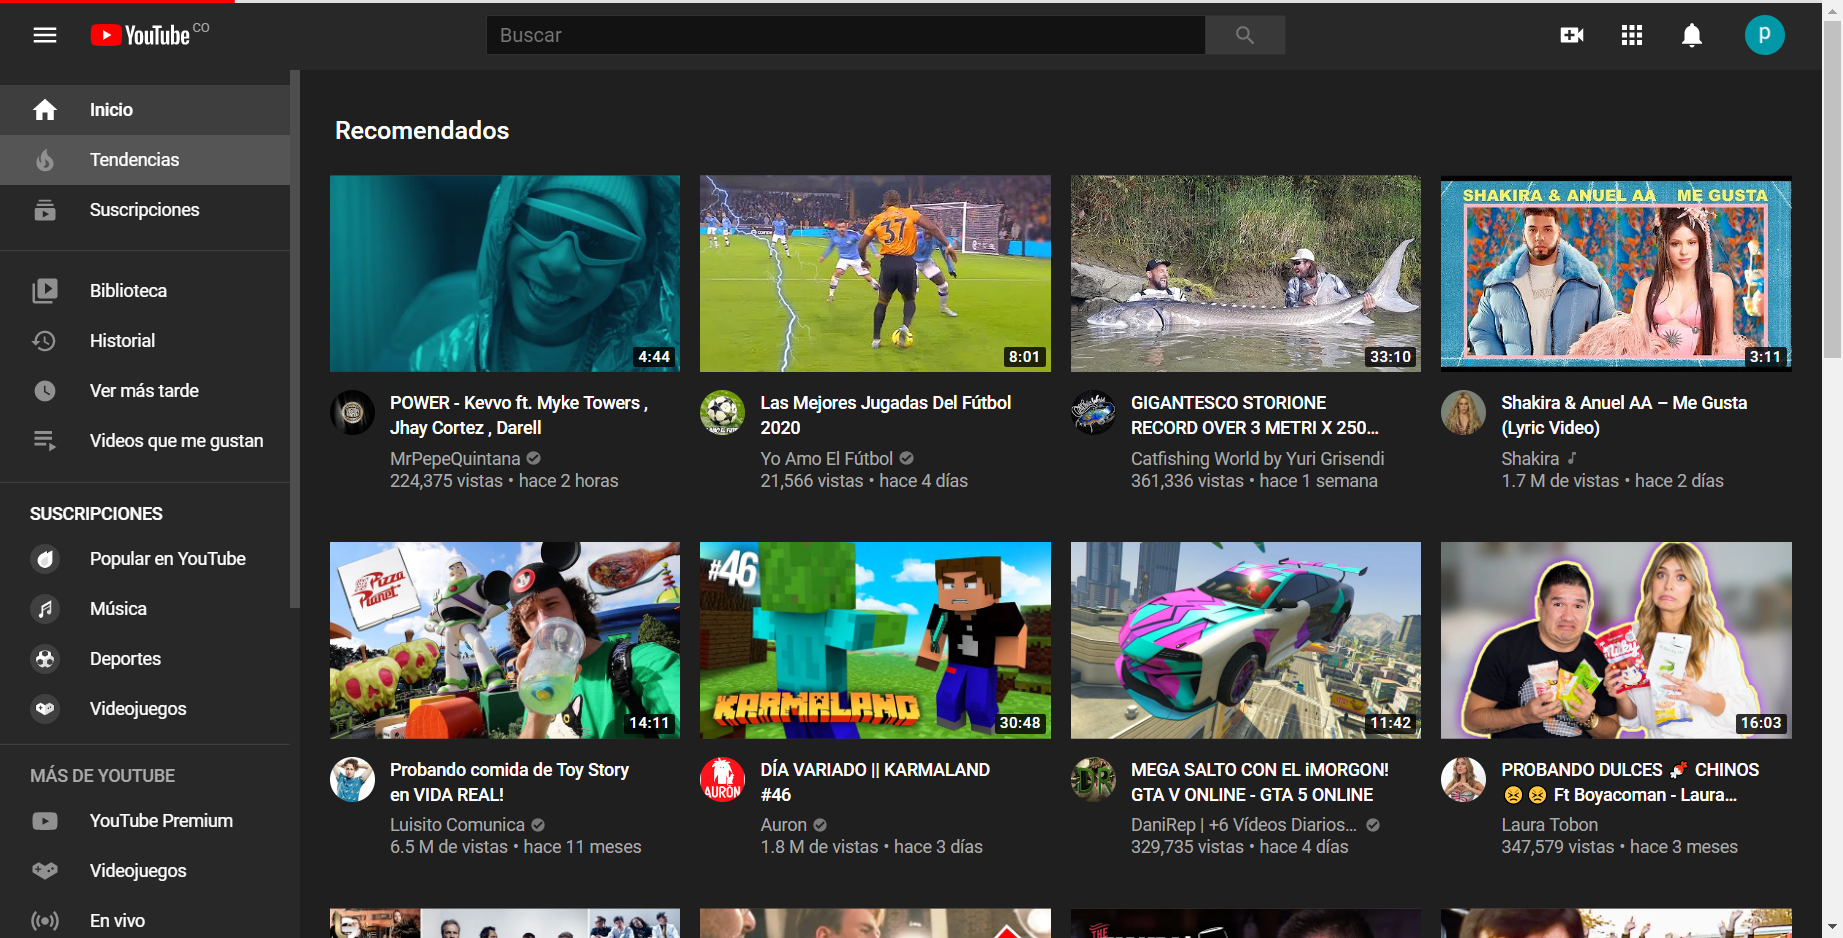 YouTube CO
Buscar
p
Inicio
Tendencias
Suscripciones
Biblioteca
Historial
Ver más tarde
Videos que me gustan
SUSCRIPCIONES
Popular en YouTube
Música
Deportes
Videojuegos
MÁS DE YOUTUBE
YouTube Premium
Videojuegos
En vivo
Recomendados
4:44
37
8:01
33:10
SHAKIRA & ANUEL AA ME GUSTA
3:11
POWER - Kevvo ft. Myke Towers ,
Jhay Cortez , Darell
MrPepeQuintana
224,375 vistas • hace 2 horas
Las Mejores Jugadas Del Fútbol
2020
Yo Amo El Fútbol
21,566 vistas • hace 4 días
GIGANTESCO STORIONE
RECORD OVER 3 METRI X 250...
Catfishing World by Yuri Grisendi
361,336 vistas • hace 1 semana
Shakira & Anuel AA – Me Gusta
(Lyric Video)
Shakira
1.7 M de vistas • hace 2 días
Pizza
Planet
14:11
#46
KARMALAND
30:48
11:42
Milky
16:03
Probando comida de Toy Story
en VIDA REAL!
Luisito Comunica
6.5 M de vistas • hace 11 meses
AURON
DÍA VARIADO || KARMALAND
#46
Auron
1.8 M de vistas • hace 3 días
DR
MEGA SALTO CON EL iMORGON!
GTA V ONLINE - GTA 5 ONLINE
DaniRep | +6 Vídeos Diarios...
329,735 vistas • hace 4 días
PROBANDO DULCES 🍬 CHINOS
😣 😣 Ft Boyacoman - Laura...
Laura Tobon
347,579 vistas • hace 3 meses
THE